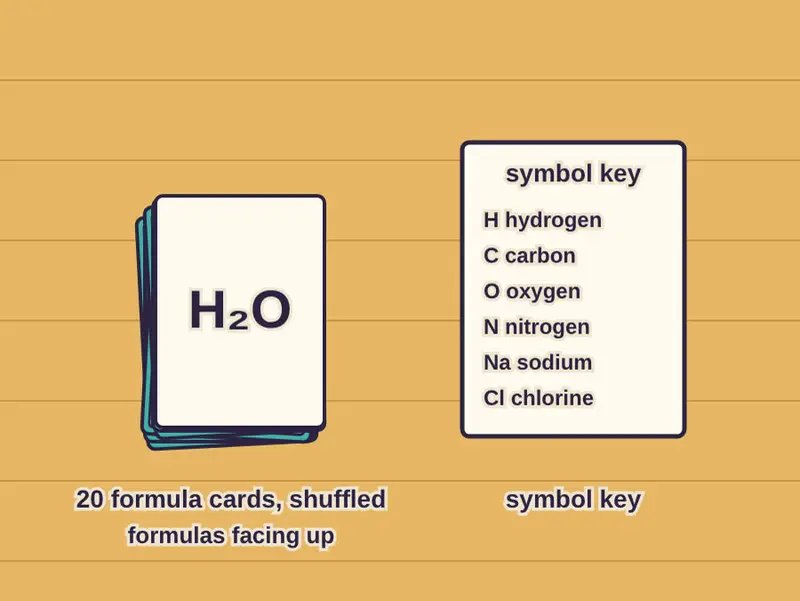 H₂O
20 formula cards, shuffled
formulas facing up
symbol key
H hydrogen
C carbon
O oxygen
N nitrogen
Na sodium
Cl chlorine
symbol key